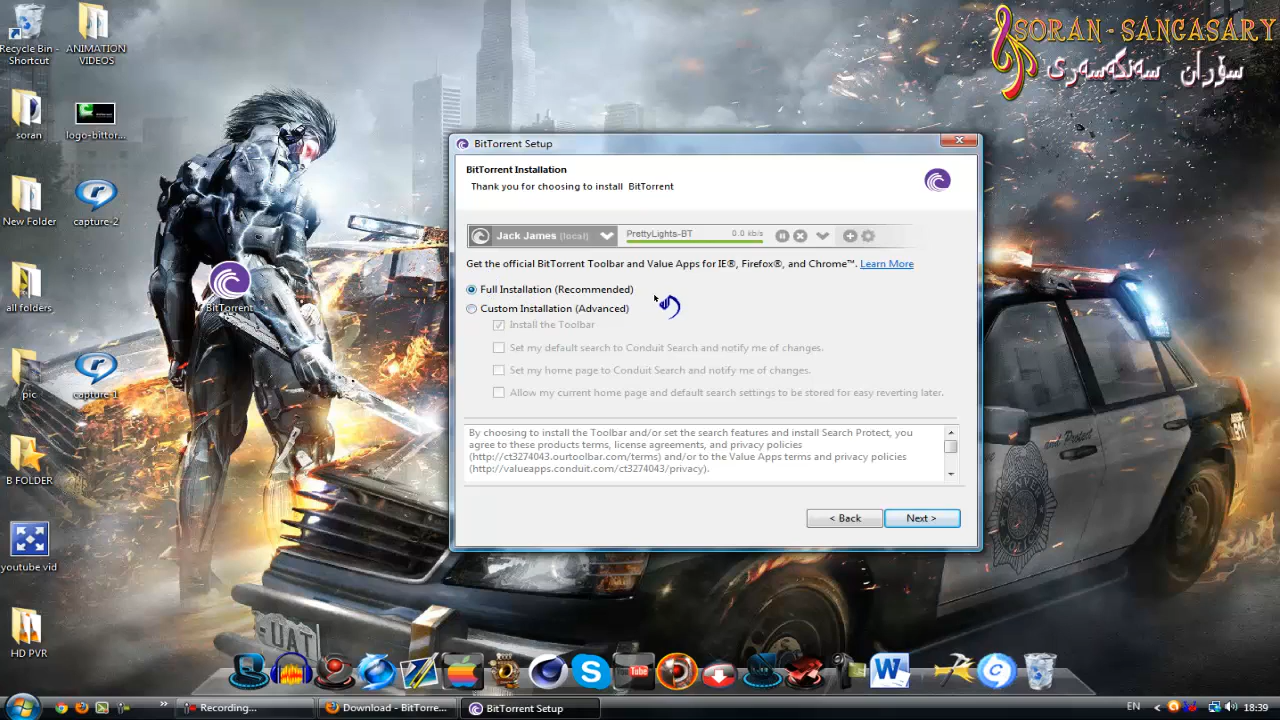 Recycle Bin -
Shortcut
ANIMATION
VIDEOS
soran
logo-bittor...
New Folder
capture-2
all folders
BitTorrent
pic
capture-1
B FOLDER
youtube vid
HD PVR
SORAN - SANGASARY
سۆران سەنگەسەری
BitTorrent Setup
BitTorrent Installation
Thank you for choosing to install BitTorrent
Jack James (local)
PrettyLights-BT
0.0 kb/s
Get the official BitTorrent Toolbar and Value Apps for IE®, Firefox®, and Chrome™. Learn More
Full Installation (Recommended)
Custom Installation (Advanced)
Install the Toolbar
Set my default search to Conduit Search and notify me of changes.
Set my home page to Conduit Search and notify me of changes.
Allow my current home page and default search settings to be stored for easy reverting later.
By choosing to install the Toolbar and/or set the search features and install Search Protect, you
agree to these products terms, license agreements, and privacy policies
(http://ct3274043.ourtoolbar.com/terms) and/or to the Value Apps terms and privacy policies
(http://valueapps.conduit.com/ct3274043/privacy).
< Back
Next >
and Protect
UAT
You Tube
W
Recording...
Download - BitTorre...
BitTorrent Setup
EN
18:39